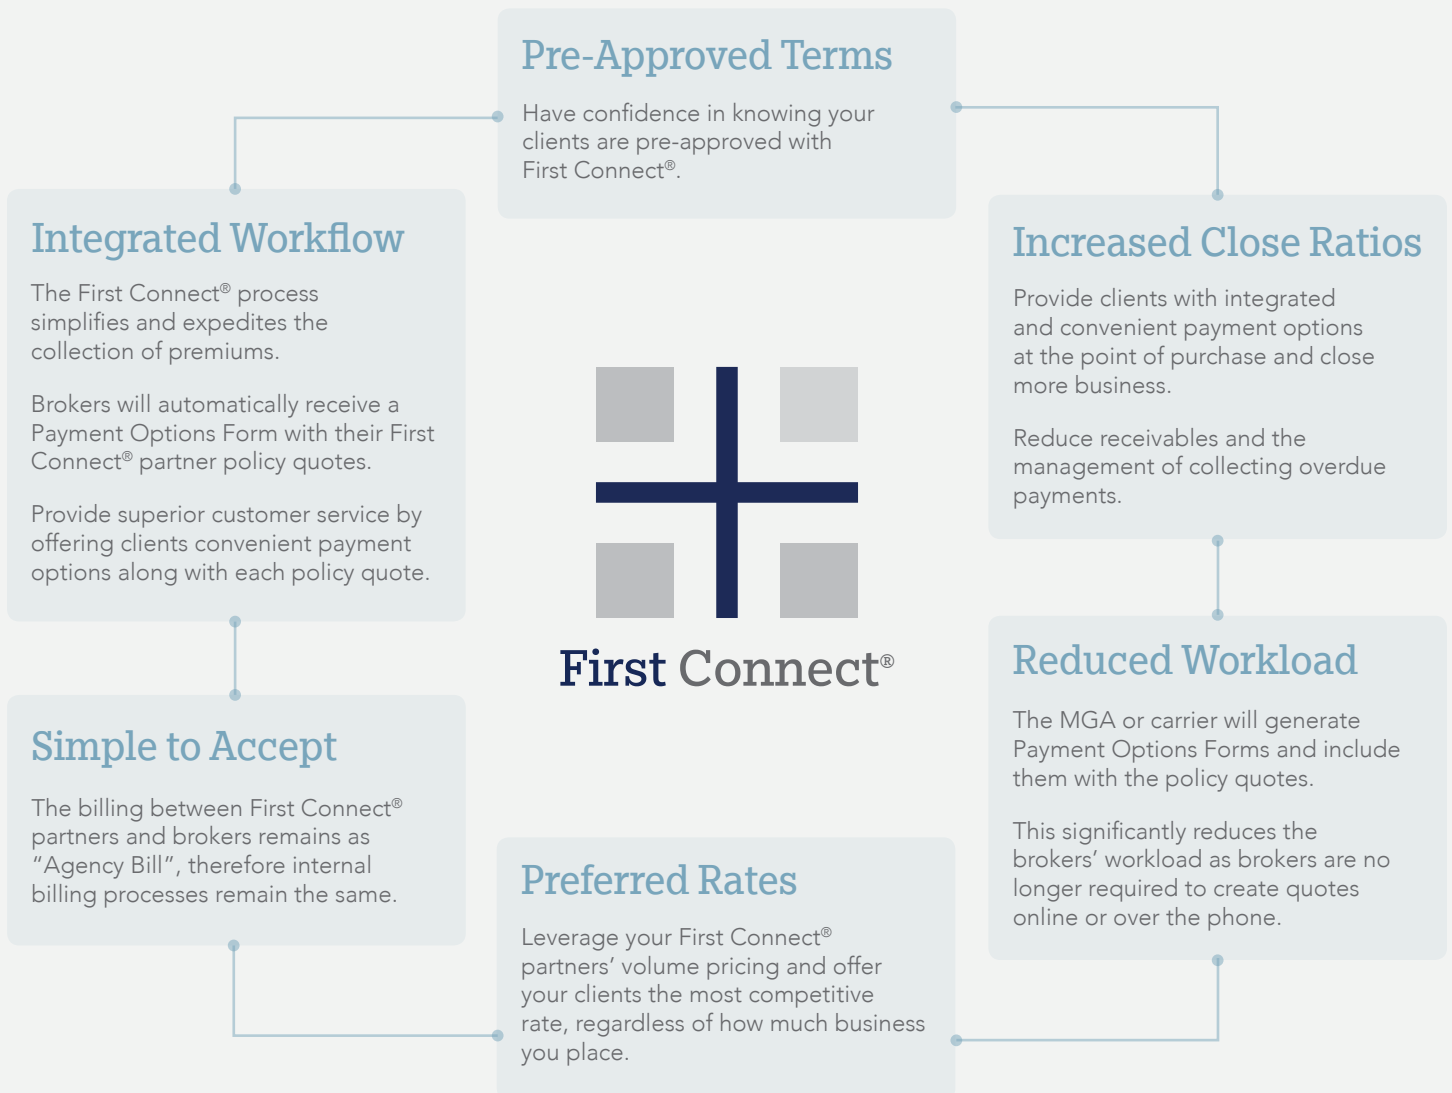 Pre-Approved Terms
Have confidence in knowing your
clients are pre-approved with
First Connect®.
Integrated Workflow
The First Connect® process
simplifies and expedites the
collection of premiums.
Brokers will automatically receive a
Payment Options Form with their First
Connect® partner policy quotes.
Provide superior customer service by
offering clients convenient payment
options along with each policy quote.
Increased Close Ratios
Provide clients with integrated
and convenient payment options
at the point of purchase and close
more business.
Reduce receivables and the
management of collecting overdue
payments.
First Connect®
Simple to Accept
The billing between First Connect®
partners and brokers remains as
“Agency Bill”, therefore internal
billing processes remain the same.
Reduced Workload
The MGA or carrier will generate
Payment Options Forms and include
them with the policy quotes.
This significantly reduces the
brokers’ workload as brokers are no
longer required to create quotes
online or over the phone.
Preferred Rates
Leverage your First Connect®
partners’ volume pricing and offer
your clients the most competitive
rate, regardless of how much business
you place.